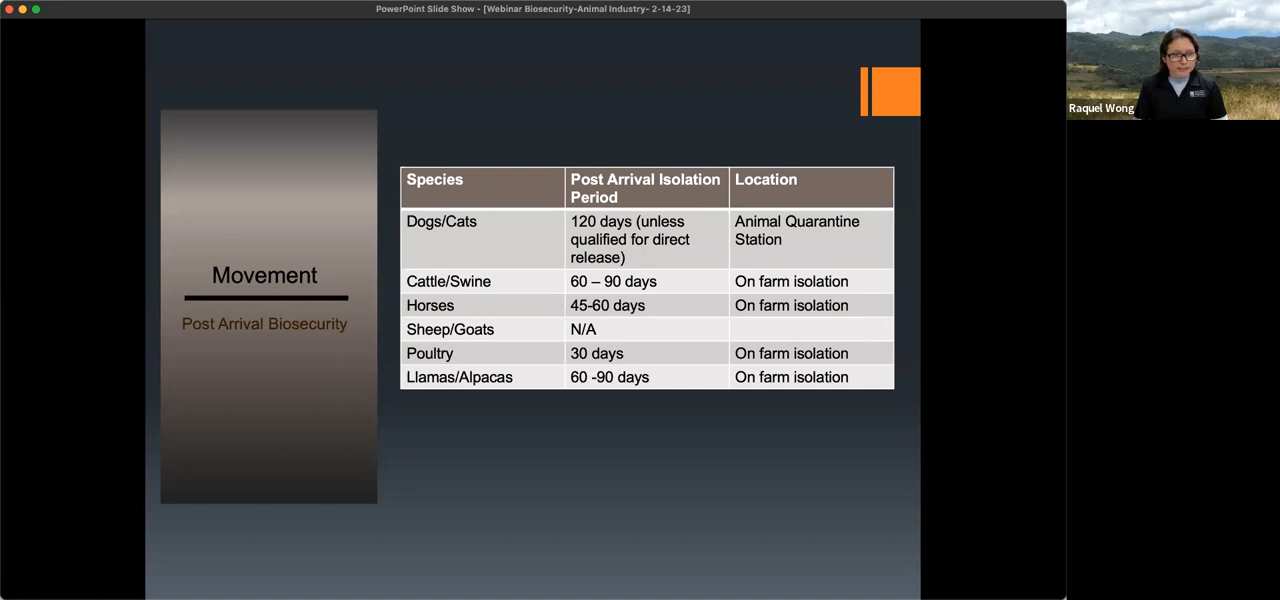 PowerPoint Slide Show - [Webinar Biosecurity-Animal Industry- 2-14-23]
Raquel Wong
Movement
Post Arrival Biosecurity
Species
Post Arrival Isolation
Period
Location
Dogs/Cats
120 days (unless
qualified for direct
release)
Animal Quarantine
Station
Cattle/Swine
60 – 90 days
On farm isolation
Horses
45-60 days
On farm isolation
Sheep/Goats
N/A
Poultry
30 days
On farm isolation
Llamas/Alpacas
60 -90 days
On farm isolation